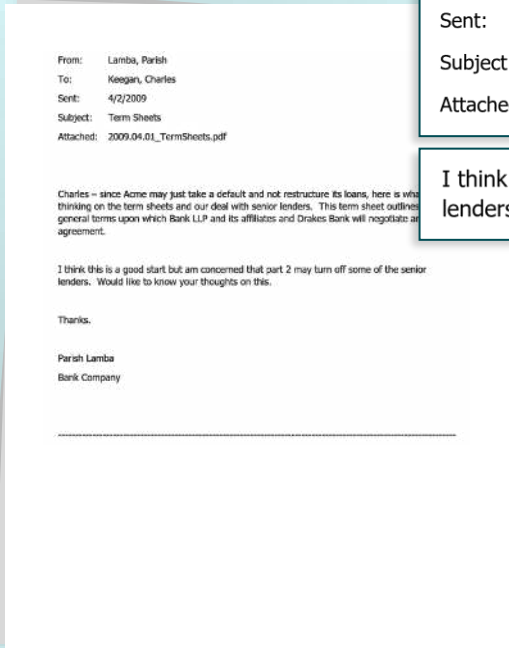 From: Lamba, Parish
To: Keegan, Charles
Sent: 4/2/2009
Subject: Term Sheets
Attached: 2009.04.01_TermSheets.pdf
Charles – since Acme may just take a default and not restructure its loans, here is
thinking on the term sheets and our deal with senior lenders. This term sheet outlines
general terms upon which Bank LLP and its affiliates and Drakes Bank will negotiate
agreement.
I think this is a good start but am concerned that part 2 may turn off some of the senior
lenders. Would like to know your thoughts on this.
Thanks.
Parish Lamba
Bank Company
Sent:
Subject
Attache
I think
lenders